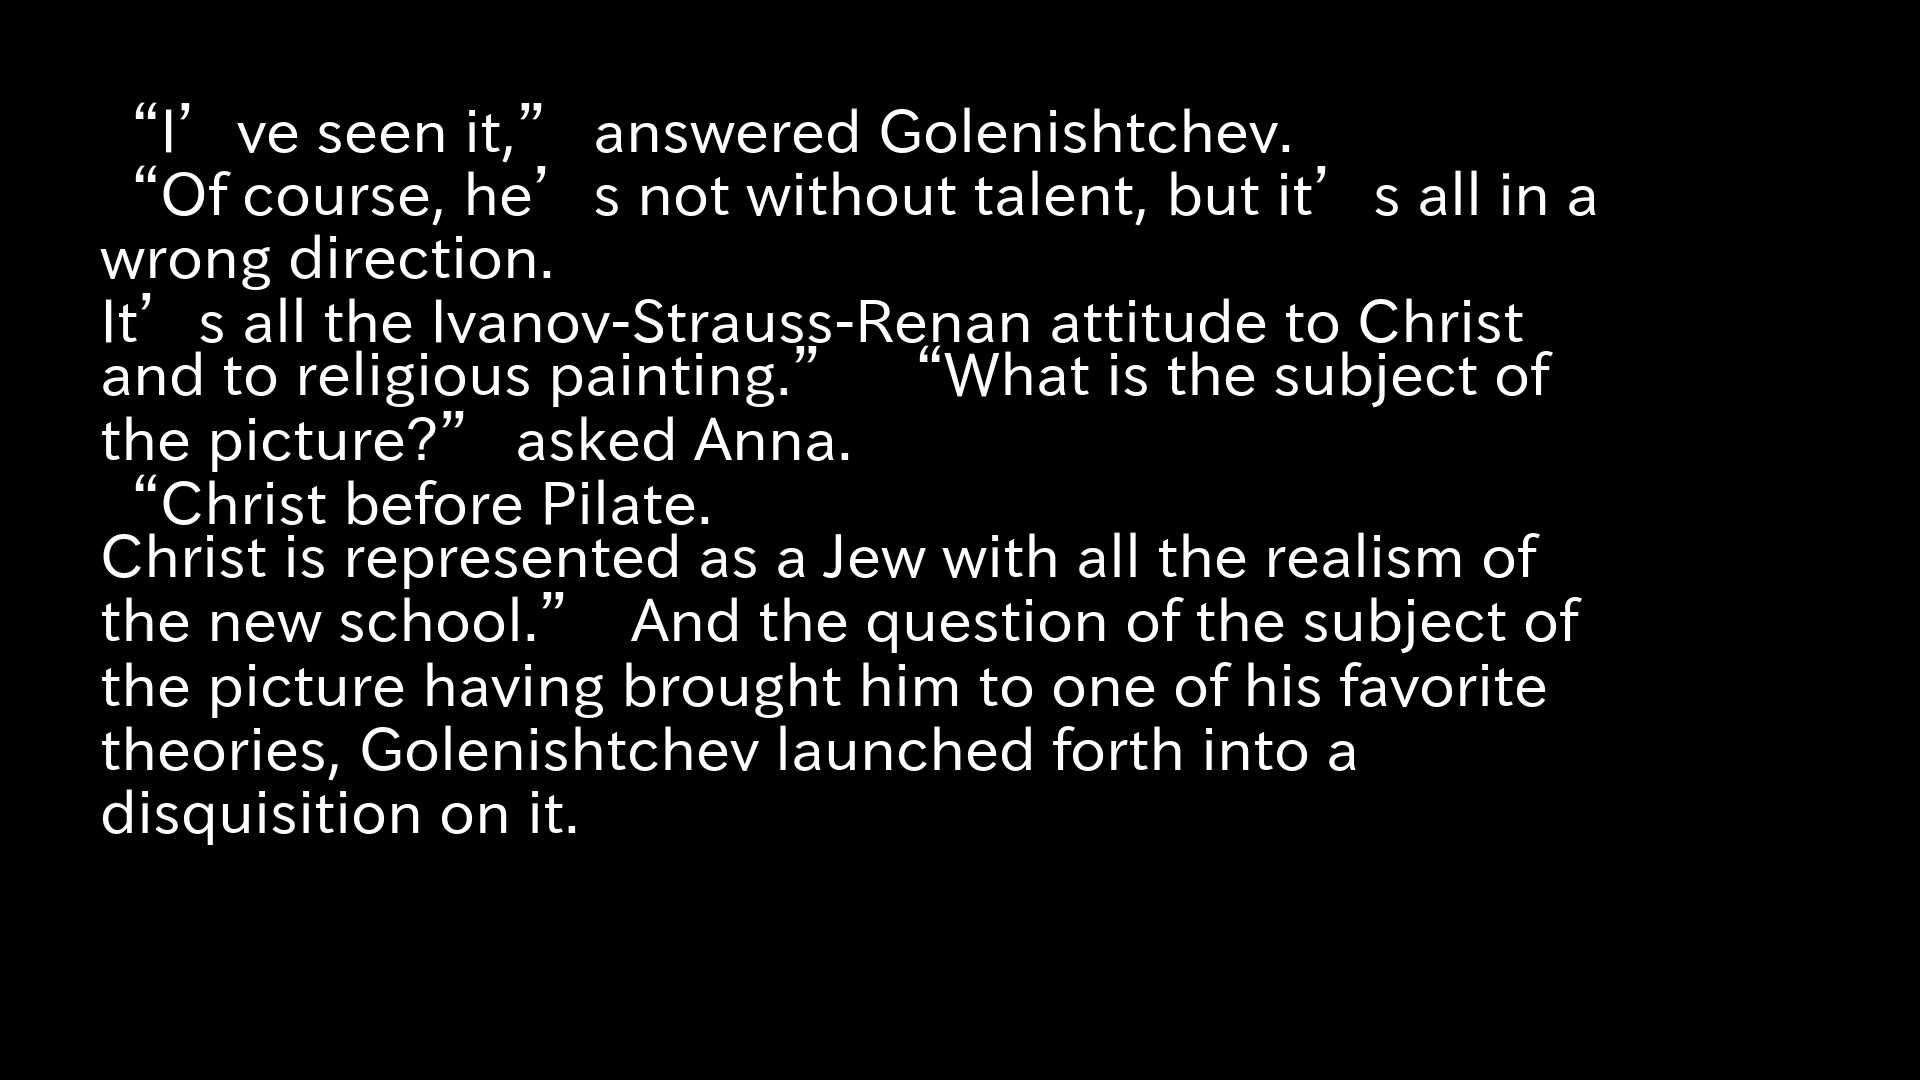 “I’ve seen it,” answered Golenishtchev.
“Of course, he’s not without talent, but it’s all in a
wrong direction.
It’s all the Ivanov-Strauss-Renan attitude to Christ
and to religious painting.” “What is the subject of
the picture?” asked Anna.
“Christ before Pilate.
Christ is represented as a Jew with all the realism of
the new school.” And the question of the subject of
the picture having brought him to one of his favorite
theories, Golenishtchev launched forth into a
disquisition on it.